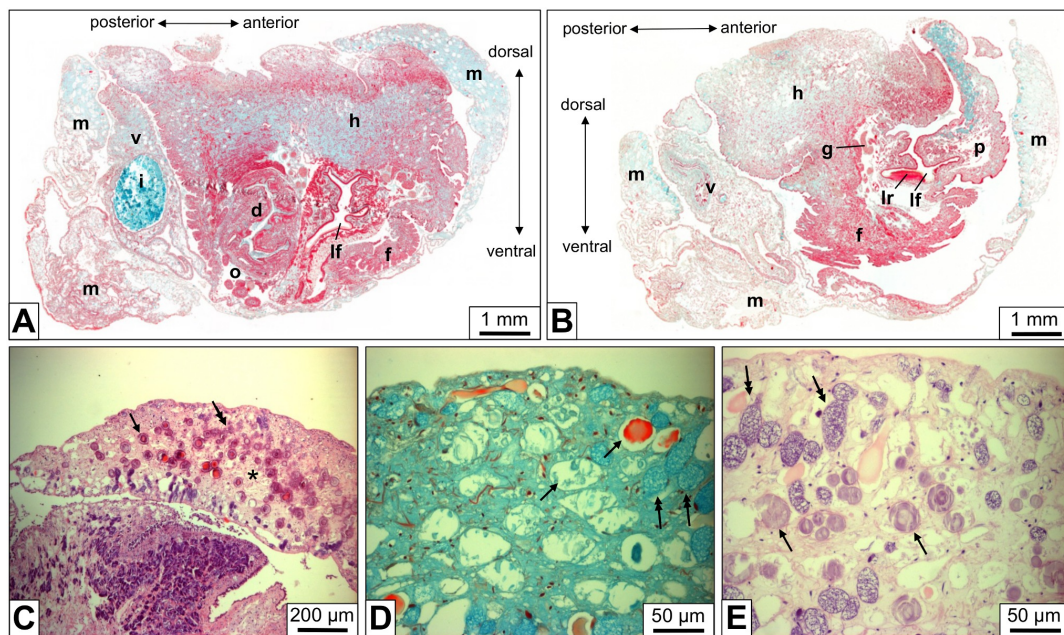 posterior anterior
dorsal
m
m
v
h
i
d
lf
f
o
ventral
m
A
1 mm
posterior anterior
dorsal
h
p
m
g
m
v
lr lf
f
ventral
m
B
1 mm
*
C
200 µm
D
50 µm
E
50 µm